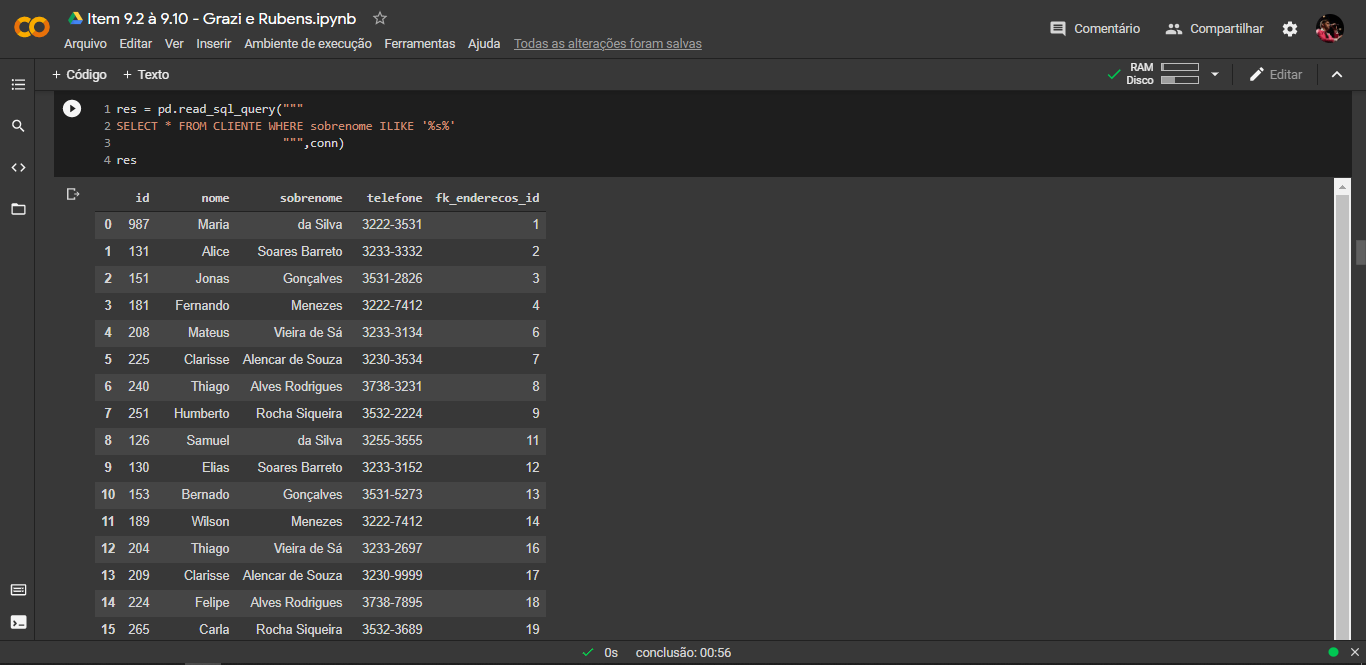 Item 9.2 à 9.10 - Grazi e Rubens.ipynb
Arquivo Editar Ver Inserir Ambiente de execução Ferramentas Ajuda Todas as alterações foram salvas
Comentário Compartilhar
+ Código + Texto
RAM
Disco
Editar
1 res = pd.read_sql_query("""
2 SELECT * FROM CLIENTE WHERE sobrenome ILIKE '%s%'
3 """,conn)
4 res
id nome sobrenome telefone fk_enderecos_id
0 987 Maria da Silva 3222-3531 1
1 131 Alice Soares Barreto 3233-3332 2
2 151 Jonas Gonçalves 3531-2826 3
3 181 Fernando Menezes 3222-7412 4
4 208 Mateus Vieira de Sá 3233-3134 6
5 225 Clarisse Alencar de Souza 3230-3534 7
6 240 Thiago Alves Rodrigues 3738-3231 8
7 251 Humberto Rocha Siqueira 3532-2224 9
8 126 Samuel da Silva 3255-3555 11
9 130 Elias Soares Barreto 3233-3152 12
10 153 Bernado Gonçalves 3531-5273 13
11 189 Wilson Menezes 3222-7412 14
12 204 Thiago Vieira de Sá 3233-2697 16
13 209 Clarisse Alencar de Souza 3230-9999 17
14 224 Felipe Alves Rodrigues 3738-7895 18
15 265 Carla Rocha Siqueira 3532-3689 19
0s conclusão: 00:56